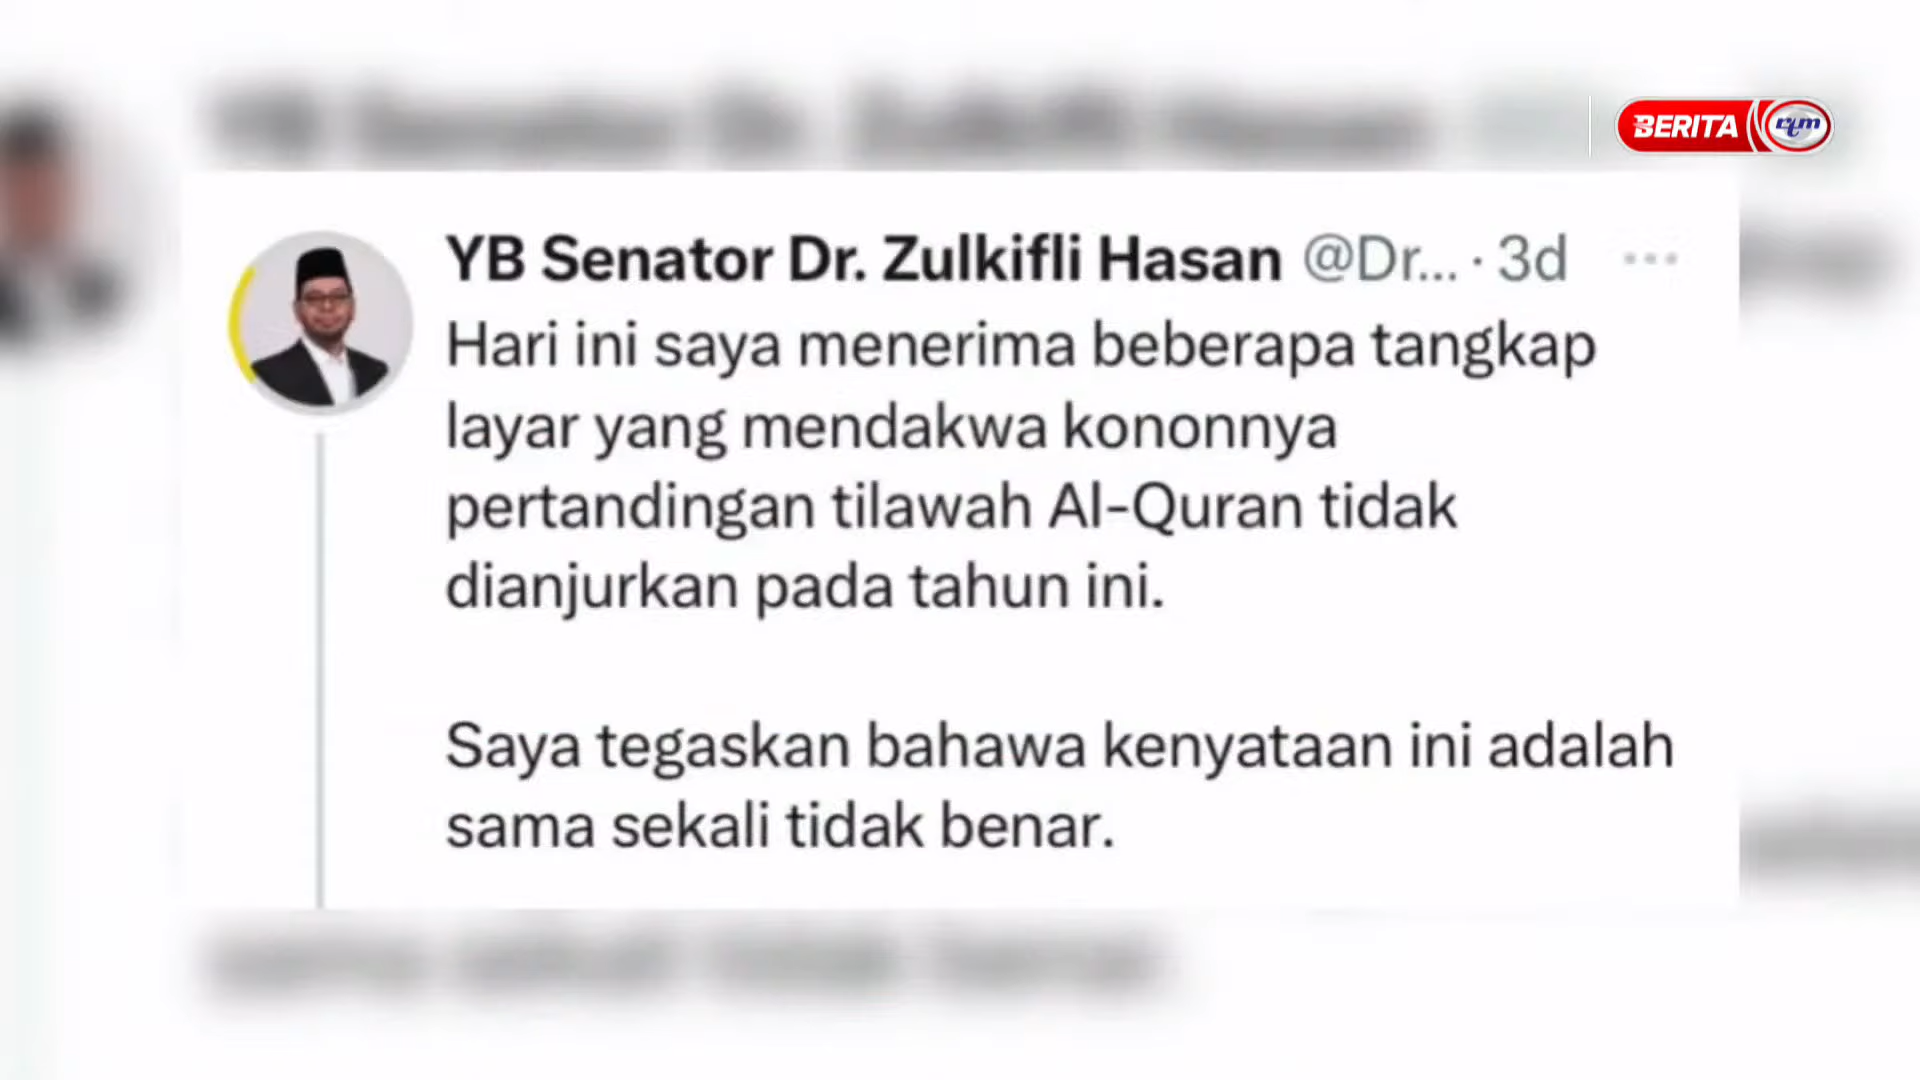 BERITA rtm
YB Senator Dr. Zulkifli Hasan @Dr... · 3d
Hari ini saya menerima beberapa tangkap
layar yang mendakwa kononnya
pertandingan tilawah Al-Quran tidak
dianjurkan pada tahun ini.
Saya tegaskan bahawa kenyataan ini adalah
sama sekali tidak benar.